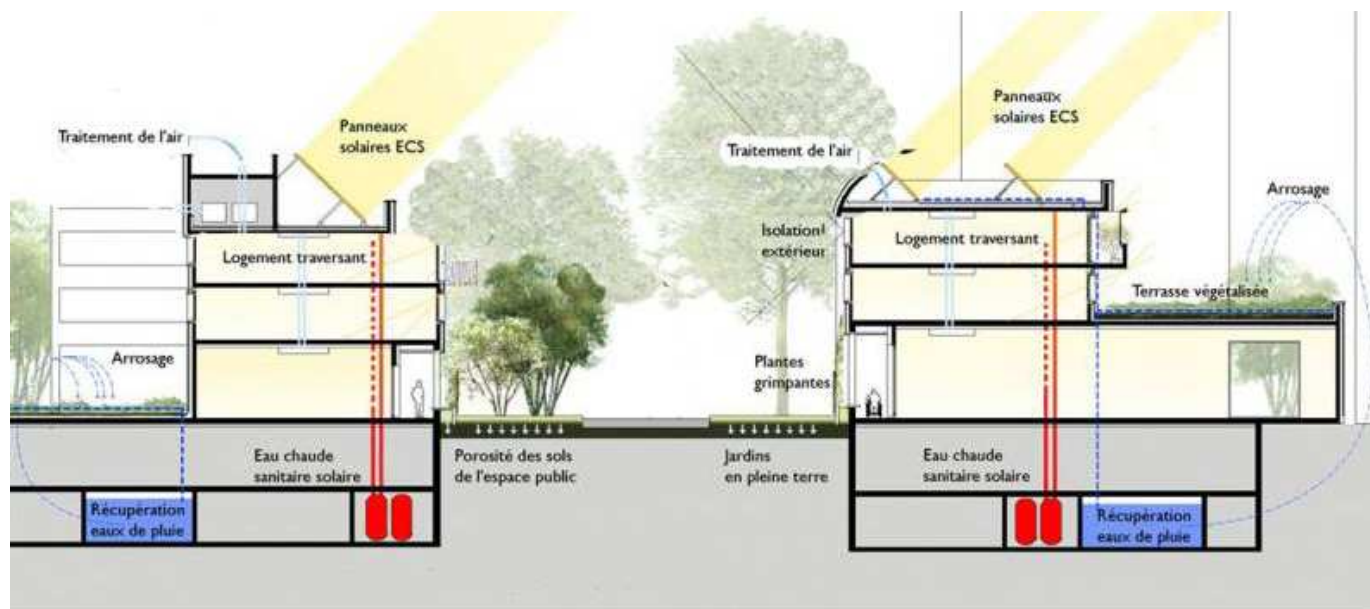 Traitement de l'air
Panneaux
solaires ECS
Logement traversant
Arrosage
Eau chaude
sanitaire solaire
Récupération
eaux de pluie
Porosité des sols
de l'espace public
Panneaux
solaires ECS
Traitement de l'air
Isolation
extérieur
Logement traversant
Arrosage
Terrasse végétalisée
Plantes
grimpantes
Jardins
en pleine terre
Eau chaude
sanitaire solaire
Récupération
eaux de pluie